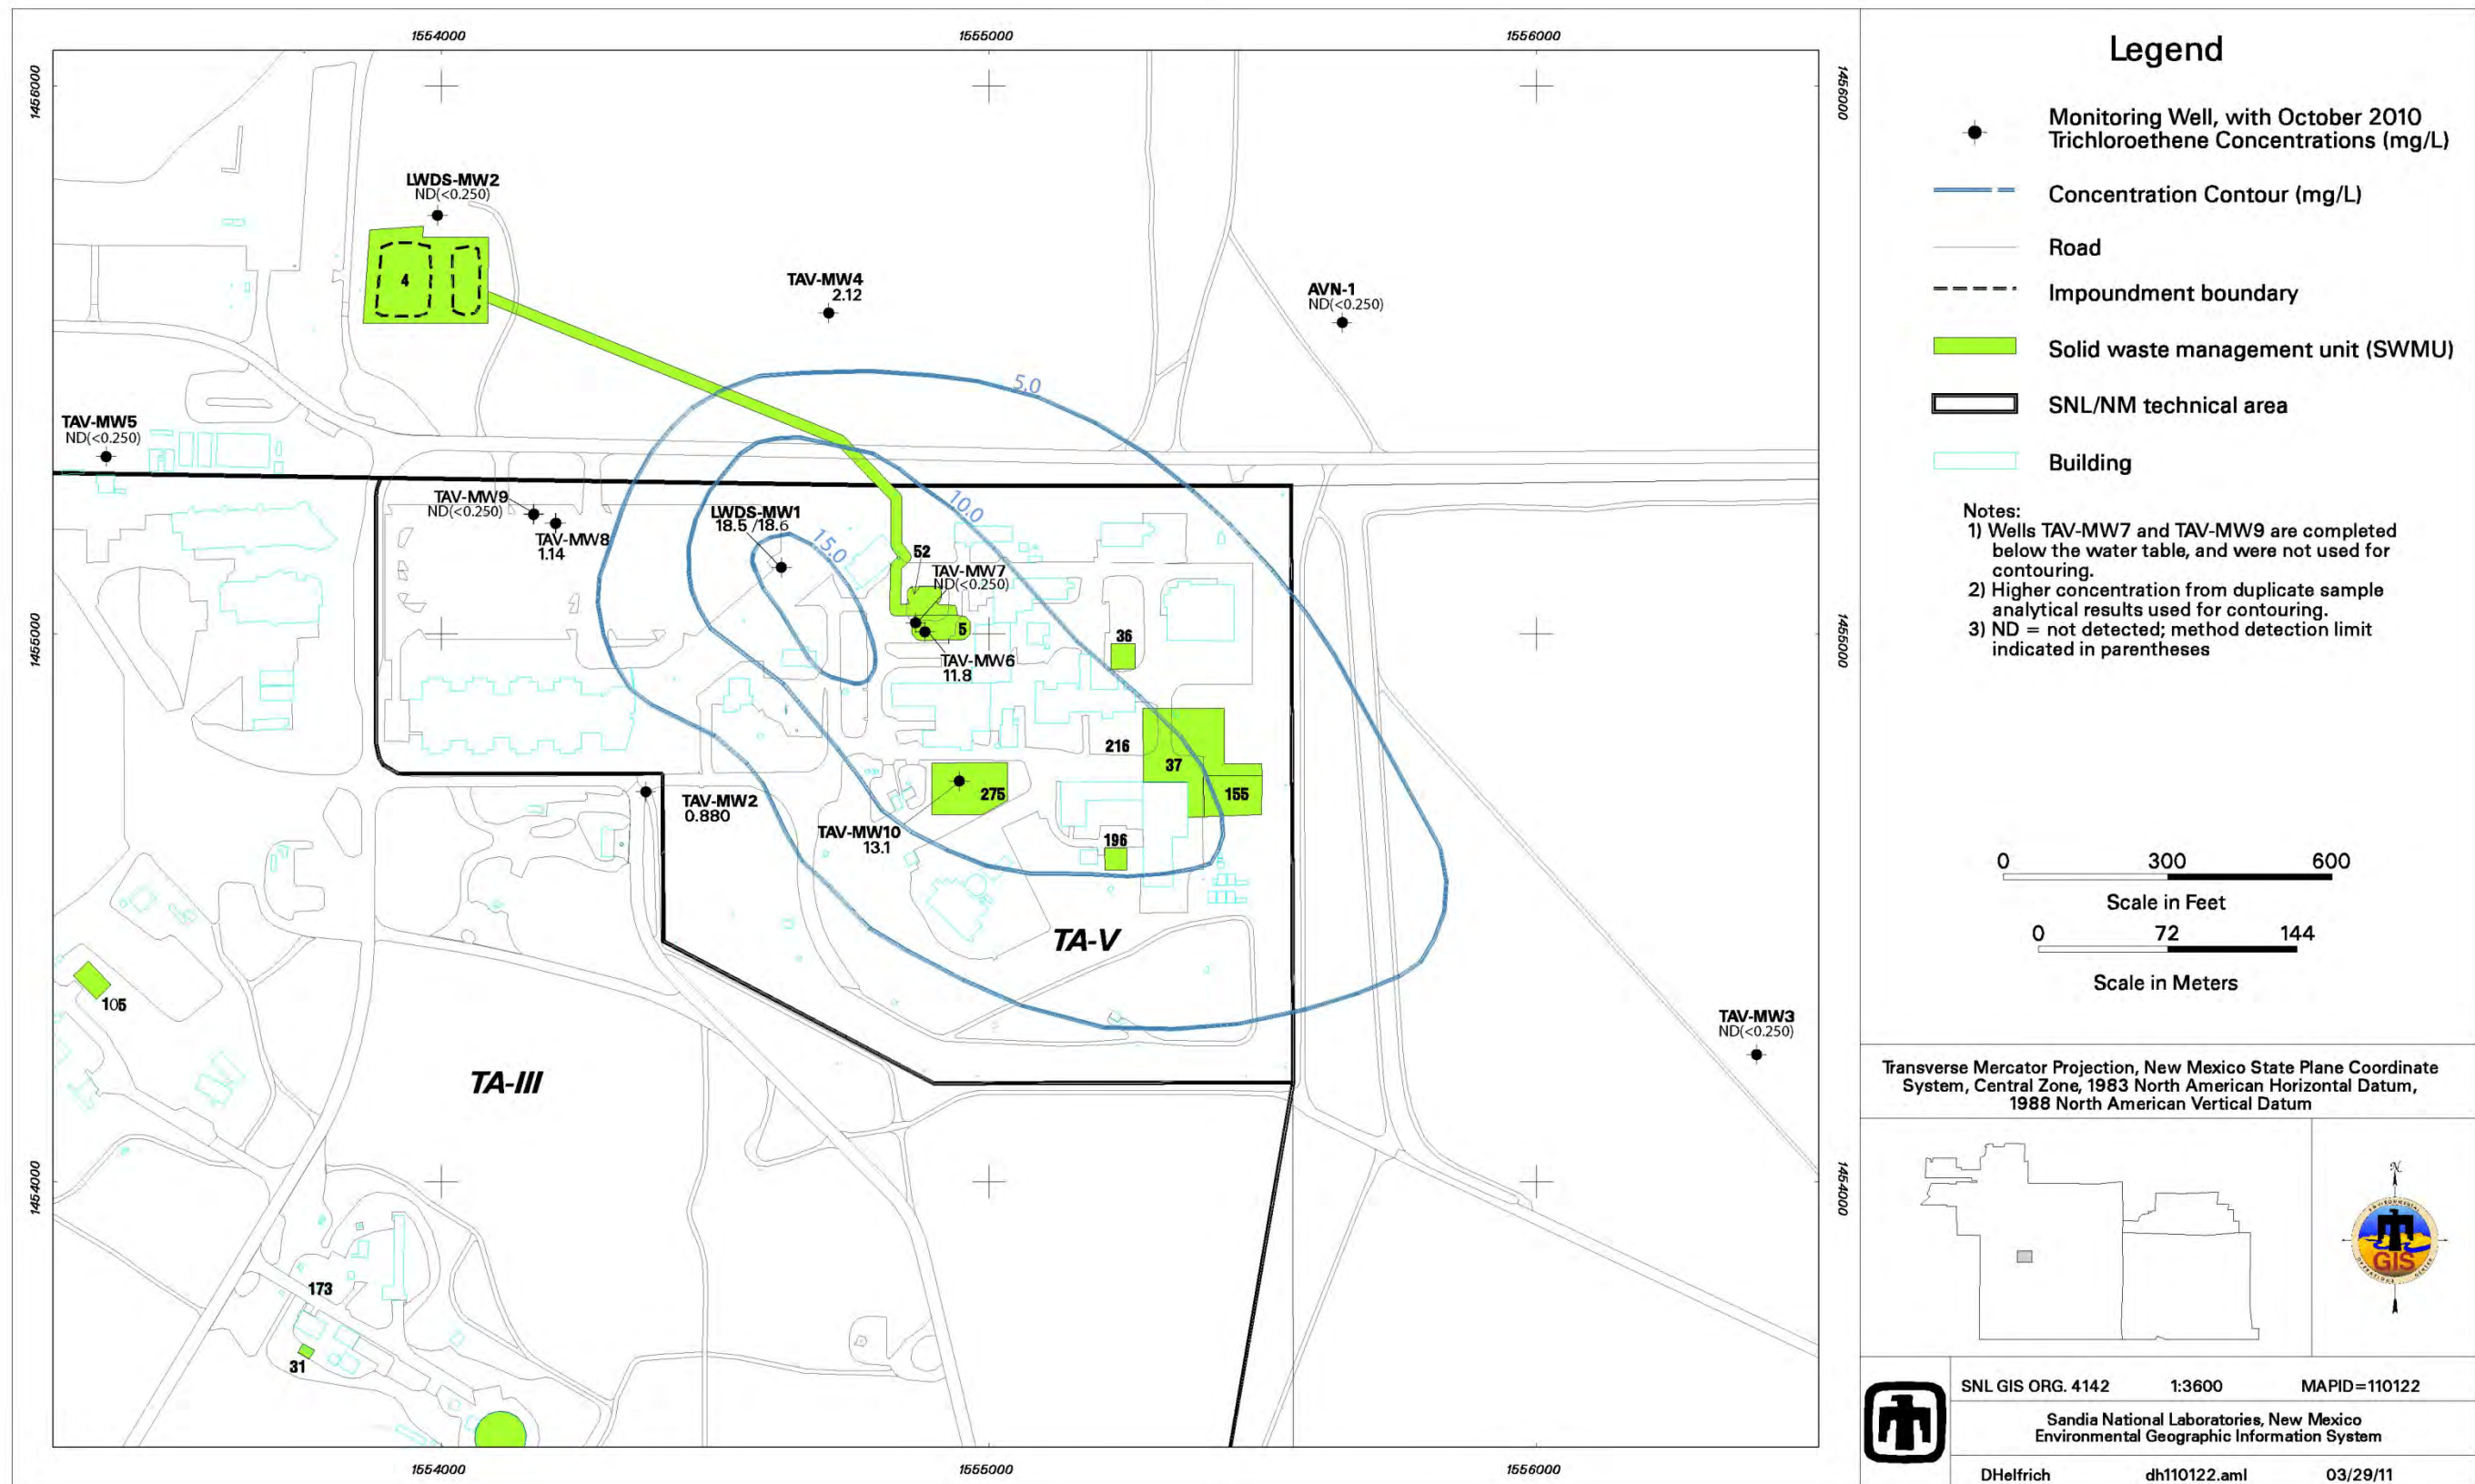 1554000
1555000
1556000
1456000
1456000
LWDS-MW2
ND(<0.250)
4
TAV-MW4
2.12
AVN-1
ND(<0.250)
5.0
TAV-MW5
ND(<0.250)
TAV-MW9
ND(<0.250)
TAV-MW8
1.14
LWDS-MW1
18.5 /18.6
15.0
10.0
52
TAV-MW7
ND(<0.250)
5
TAV-MW6
11.8
36
1455000
1455000
216
37
155
275
TAV-MW2
0.880
TAV-MW10
13.1
196
TA-V
105
TAV-MW3
ND(<0.250)
TA-III
1454000
1454000
173
31
1554000
1555000
1556000
Legend
Monitoring Well, with October 2010
Trichloroethene Concentrations (mg/L)
Concentration Contour (mg/L)
Road
Impoundment boundary
Solid waste management unit (SWMU)
SNL/NM technical area
Building
Notes:
1) Wells TAV-MW7 and TAV-MW9 are completed
below the water table, and were not used for
contouring.
2) Higher concentration from duplicate sample
analytical results used for contouring.
3) ND = not detected; method detection limit
indicated in parentheses
0 300 600
Scale in Feet
0 72 144
Scale in Meters
Transverse Mercator Projection, New Mexico State Plane Coordinate
System, Central Zone, 1983 North American Horizontal Datum,
1988 North American Vertical Datum
N
GIS
SNL GIS ORG. 4142 1:3600 MAPID=110122
Sandia National Laboratories, New Mexico
Environmental Geographic Information System
DHelfrich dh110122.aml 03/29/11